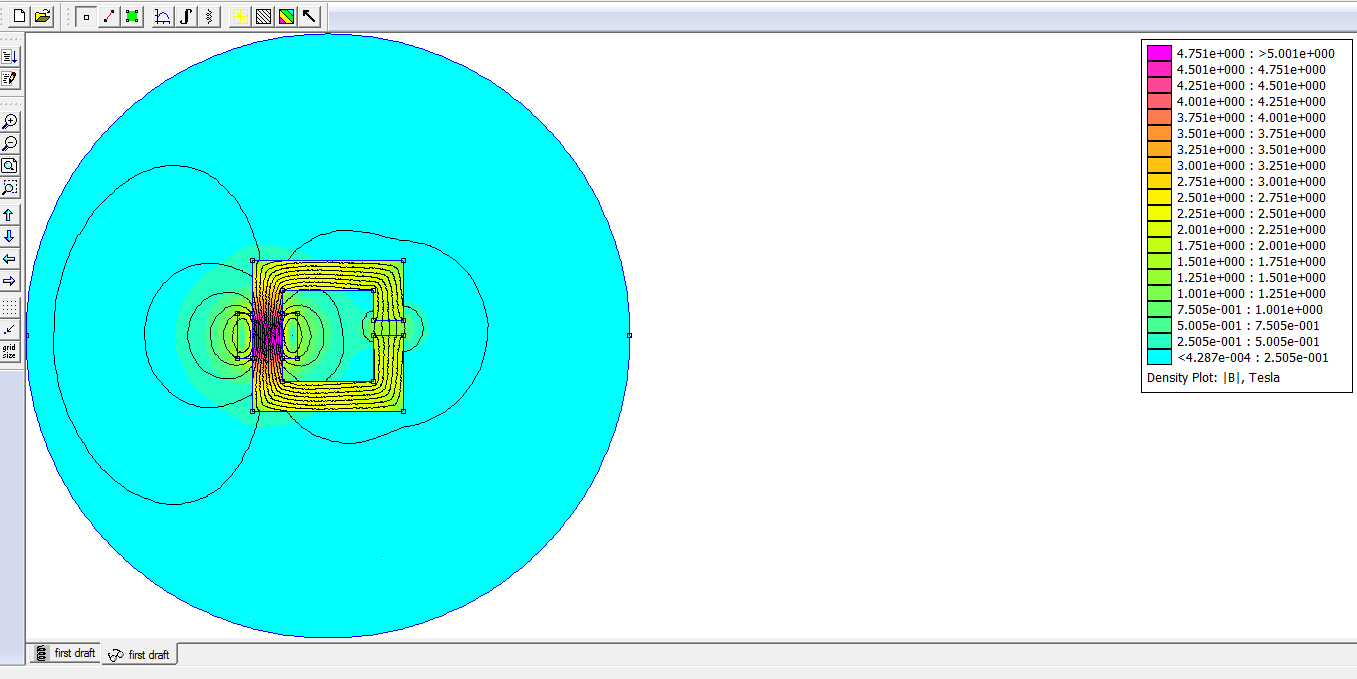 4.751e+000 : >5.001e+000
4.501e+000 : 4.751e+000
4.251e+000 : 4.501e+000
4.001e+000 : 4.251e+000
3.751e+000 : 4.001e+000
3.501e+000 : 3.751e+000
3.251e+000 : 3.501e+000
3.001e+000 : 3.251e+000
2.751e+000 : 3.001e+000
2.501e+000 : 2.751e+000
2.251e+000 : 2.501e+000
2.001e+000 : 2.251e+000
1.751e+000 : 2.001e+000
1.501e+000 : 1.751e+000
1.251e+000 : 1.501e+000
1.001e+000 : 1.251e+000
7.505e-001 : 1.001e+000
5.005e-001 : 7.505e-001
2.505e-001 : 5.005e-001
<4.287e-004 : 2.505e-001
Density Plot: |B|, Tesla
grid
size
first draft
first draft